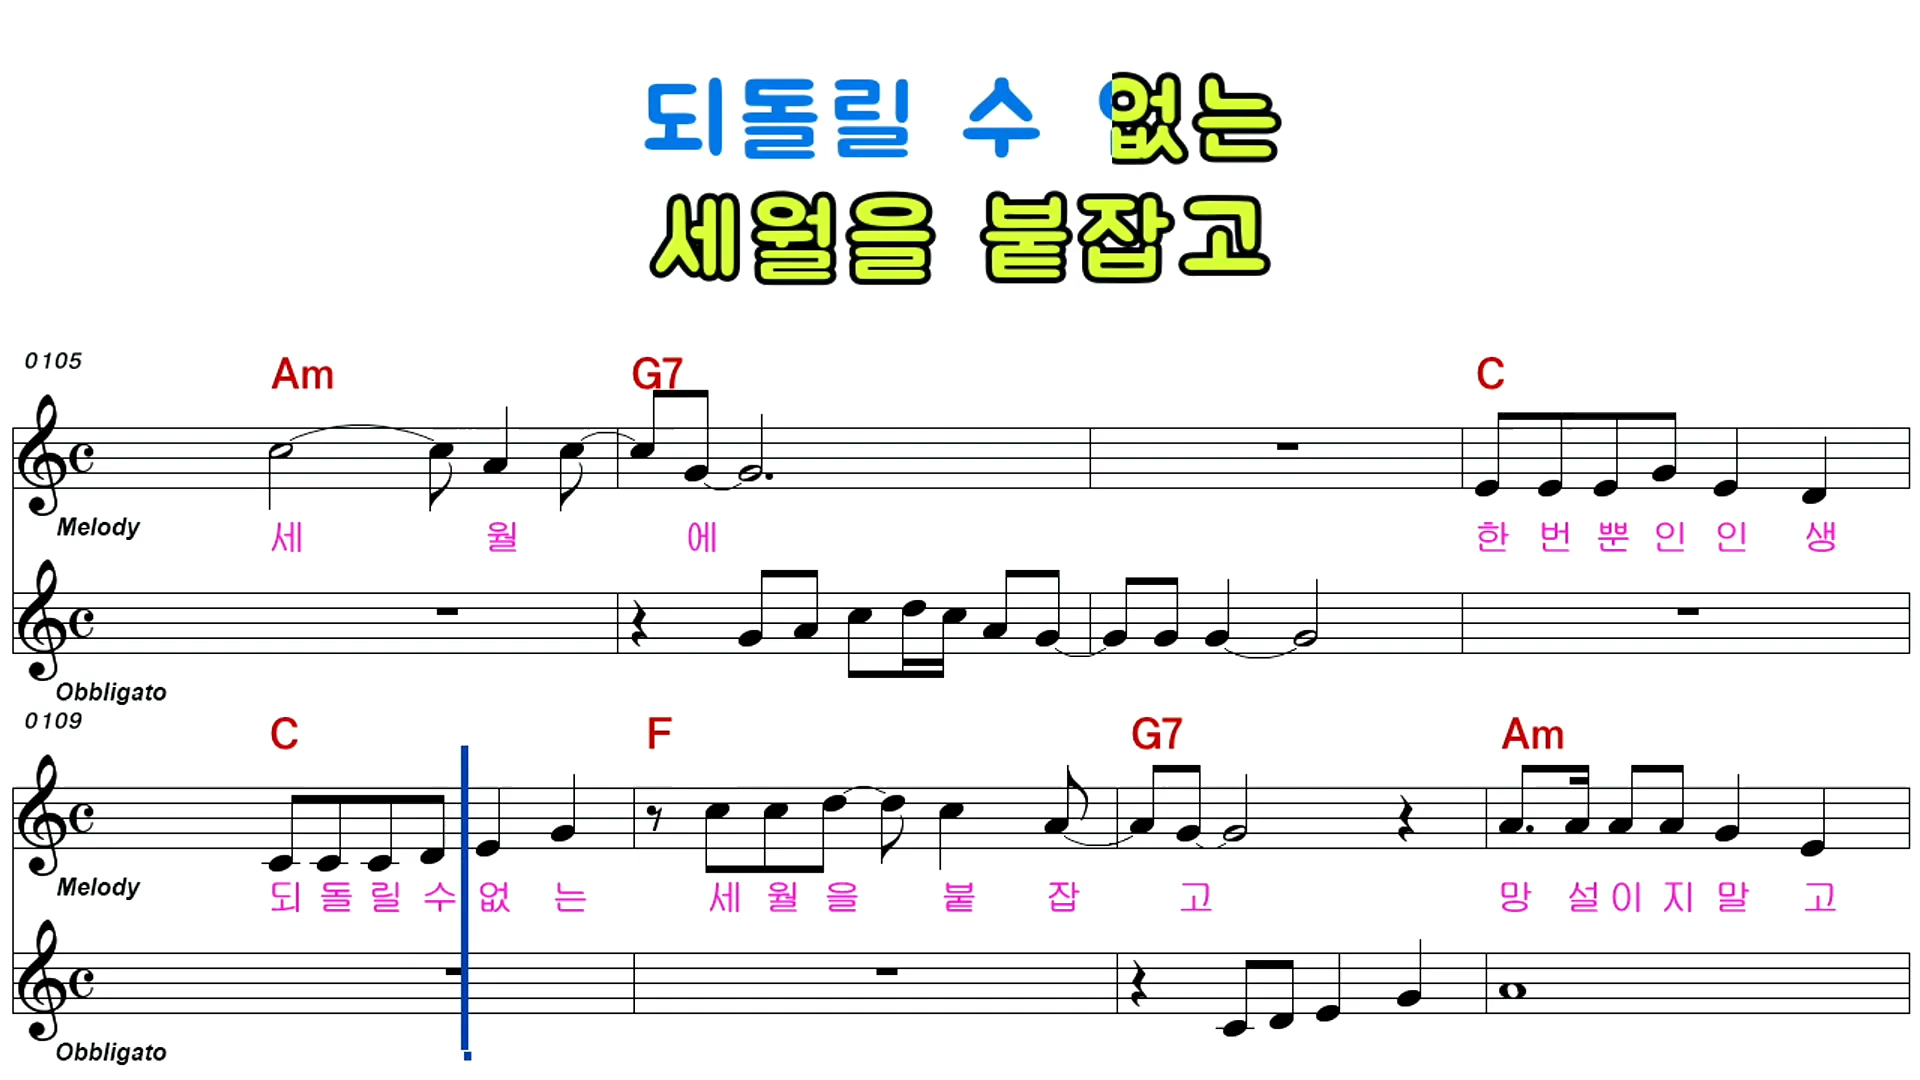 되돌릴 수 없는
세월을 붙잡고
0105
Am G7 C
Melody
세 월 에 한 번 뿐 인 인 생
Obbligato
0109
C F G7 Am
Melody
되 돌 릴 수 없 는 세 월 을 붙 잡 고 망 설 이 지 말 고
Obbligato